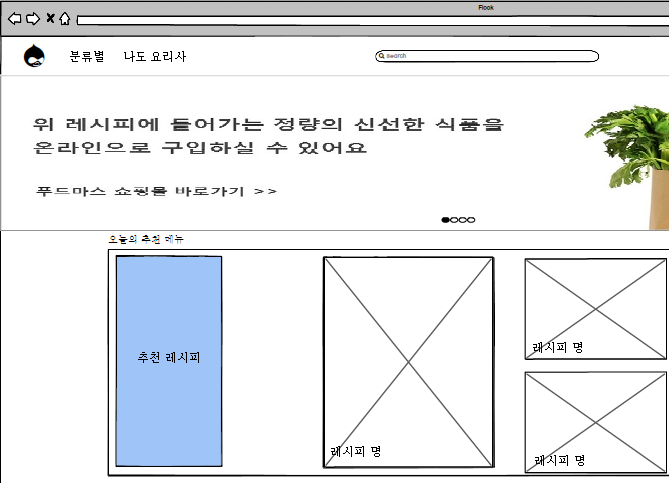 Flook
분류별 나도 요리사
search
위 레시피에 들어가는 정량의 신선한 식품을
온라인으로 구입하실 수 있어요
푸드마스 쇼핑몰 바로가기 >>
오늘의 추천 메뉴
추천 레시피
레시피 명
레시피 명
레시피 명